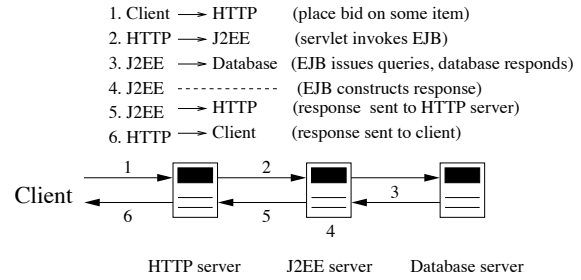 1. Client → HTTP (place bid on some item)
2. HTTP → J2EE (servlet invokes EJB)
3. J2EE → Database (EJB issues queries, database responds)
4. J2EE ----------- (EJB constructs response)
5. J2EE → HTTP (response sent to HTTP server)
6. HTTP → Client (response sent to client)
1 2
Client 3
6 5 4
HTTP server J2EE server Database server